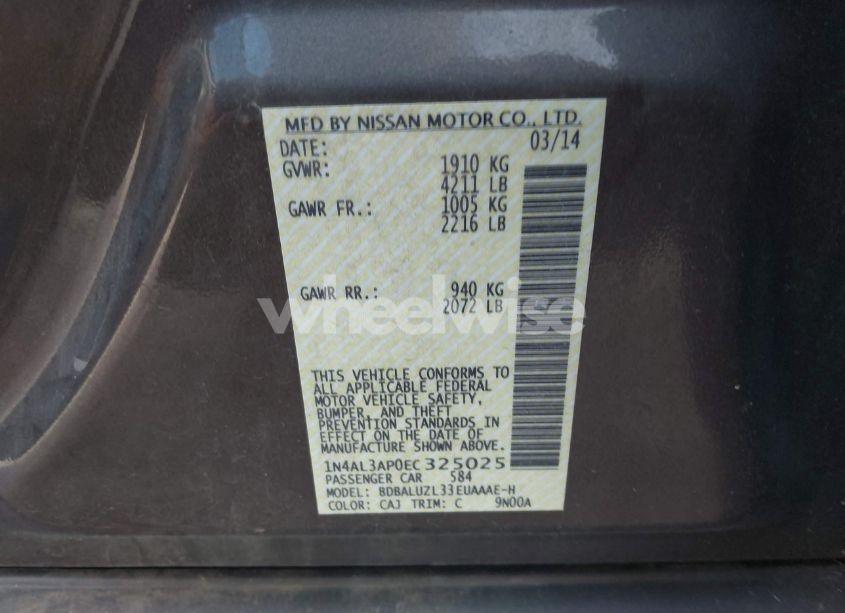 MFD BY NISSAN MOTOR CO., LTD.
DATE: 03/14
GVWR: 1910 KG
4211 LB
GAWR FR.: 1005 KG
2216 LB
GAWR RR.: 940 KG
2072 LB
wheelwise
THIS VEHICLE CONFORMS TO
ALL APPLICABLE FEDERAL
MOTOR VEHICLE SAFETY,
BUMPER, AND THEFT
PREVENTION STANDARDS IN
EFFECT ON THE DATE OF
MANUFACTURE SHOWN ABOVE.
1N4AL3AP0EC 325025
PASSENGER CAR 584
MODEL: BDBALUZL33EUAAAE-H
COLOR: CAJ TRIM: C 9N00A